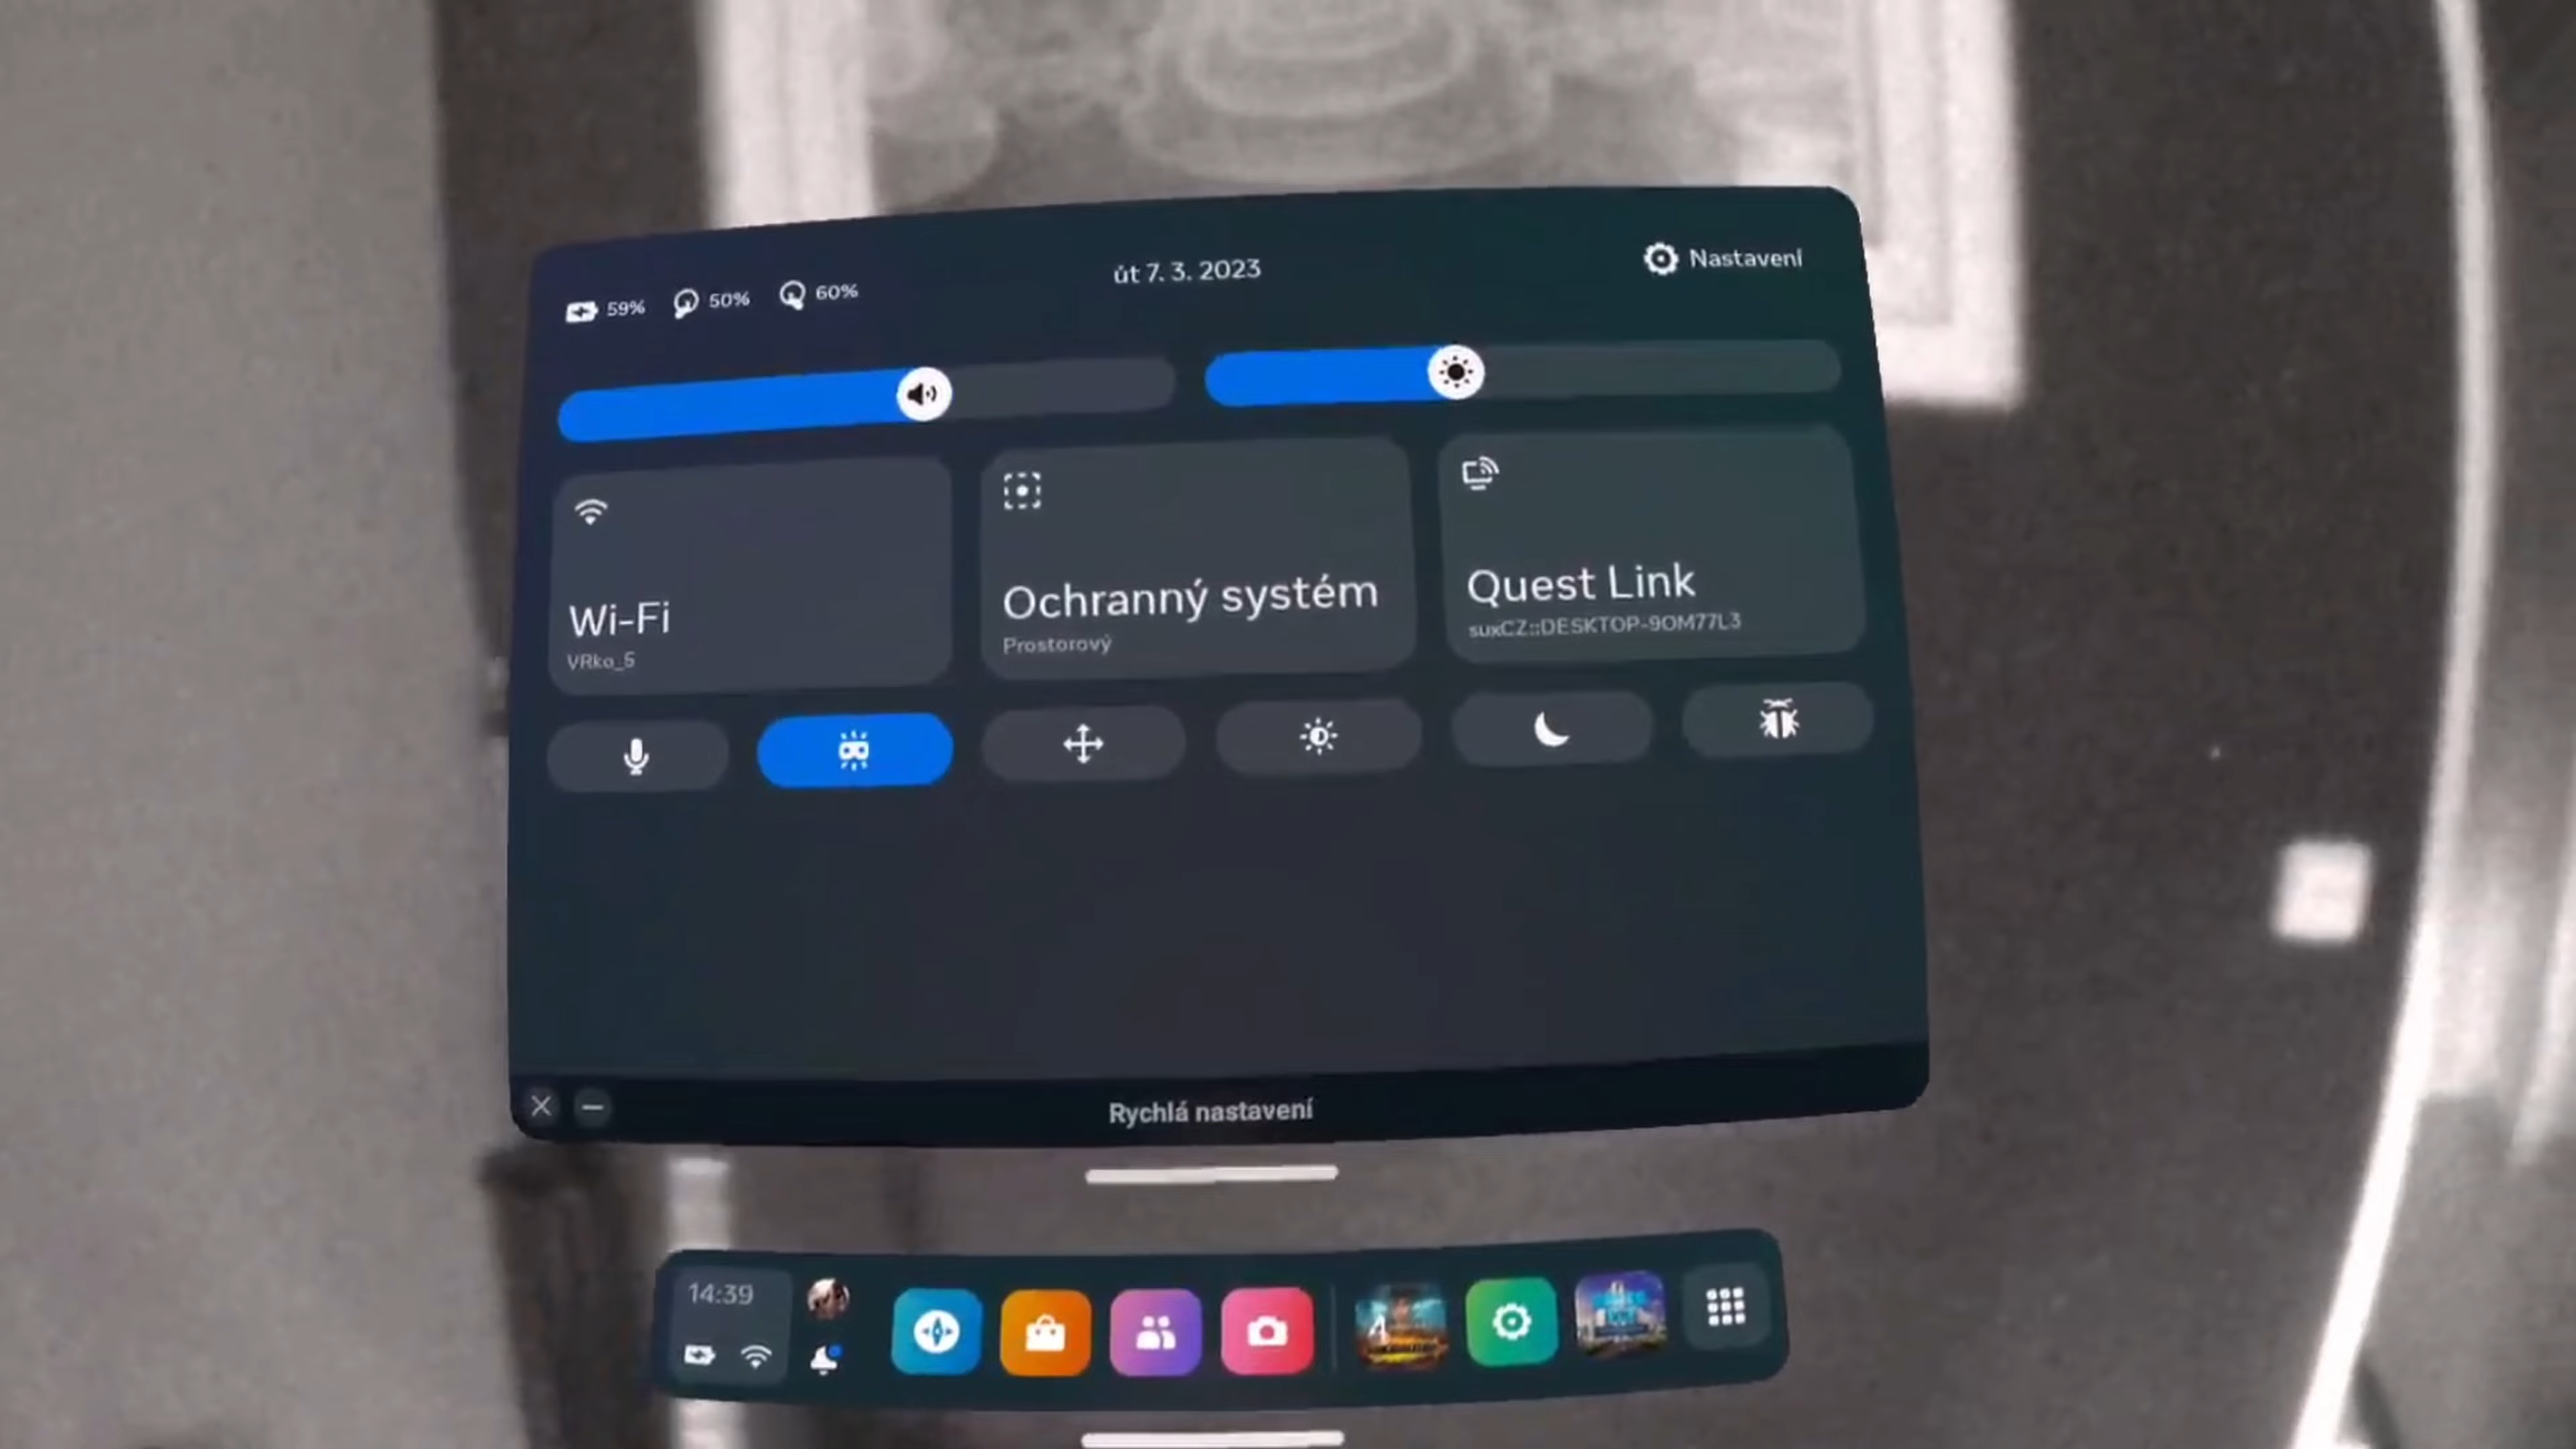 59% 50% 60%
út 7. 3. 2023
Nastavení
Wi-Fi
VRko_5
Ochranný systém
Prostorový
Quest Link
suxCZ::DESKTOP-9OM77L3
Rychlá nastavení
14:39